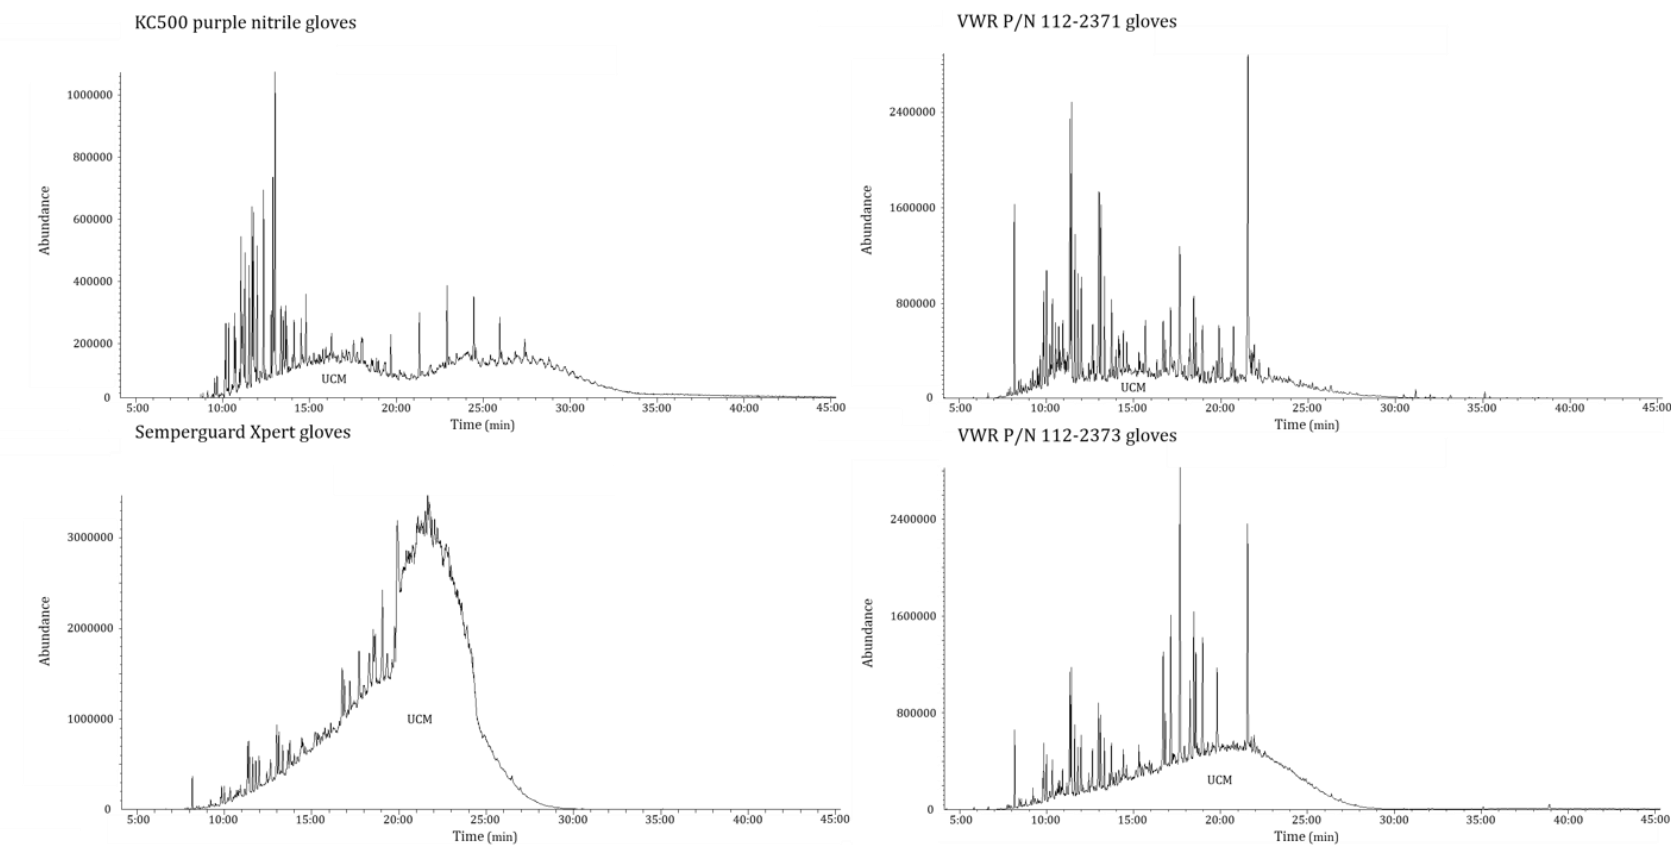 KC500 purple nitrile gloves
1000000
800000
600000
400000
200000
0
Abundance
UCM
5:00 10:00 15:00 20:00 25:00 30:00 35:00 40:00 45:00
Time (min)
VWR P/N 112-2371 gloves
2400000
1600000
800000
0
Abundance
UCM
5:00 10:00 15:00 20:00 25:00 30:00 35:00 40:00 45:00
Time (min)
Semperguard Xpert gloves
3000000
2000000
1000000
0
Abundance
UCM
5:00 10:00 15:00 20:00 25:00 30:00 35:00 40:00 45:00
Time (min)
VWR P/N 112-2373 gloves
2400000
1600000
800000
0
Abundance
UCM
5:00 10:00 15:00 20:00 25:00 30:00 35:00 40:00 45:00
Time (min)